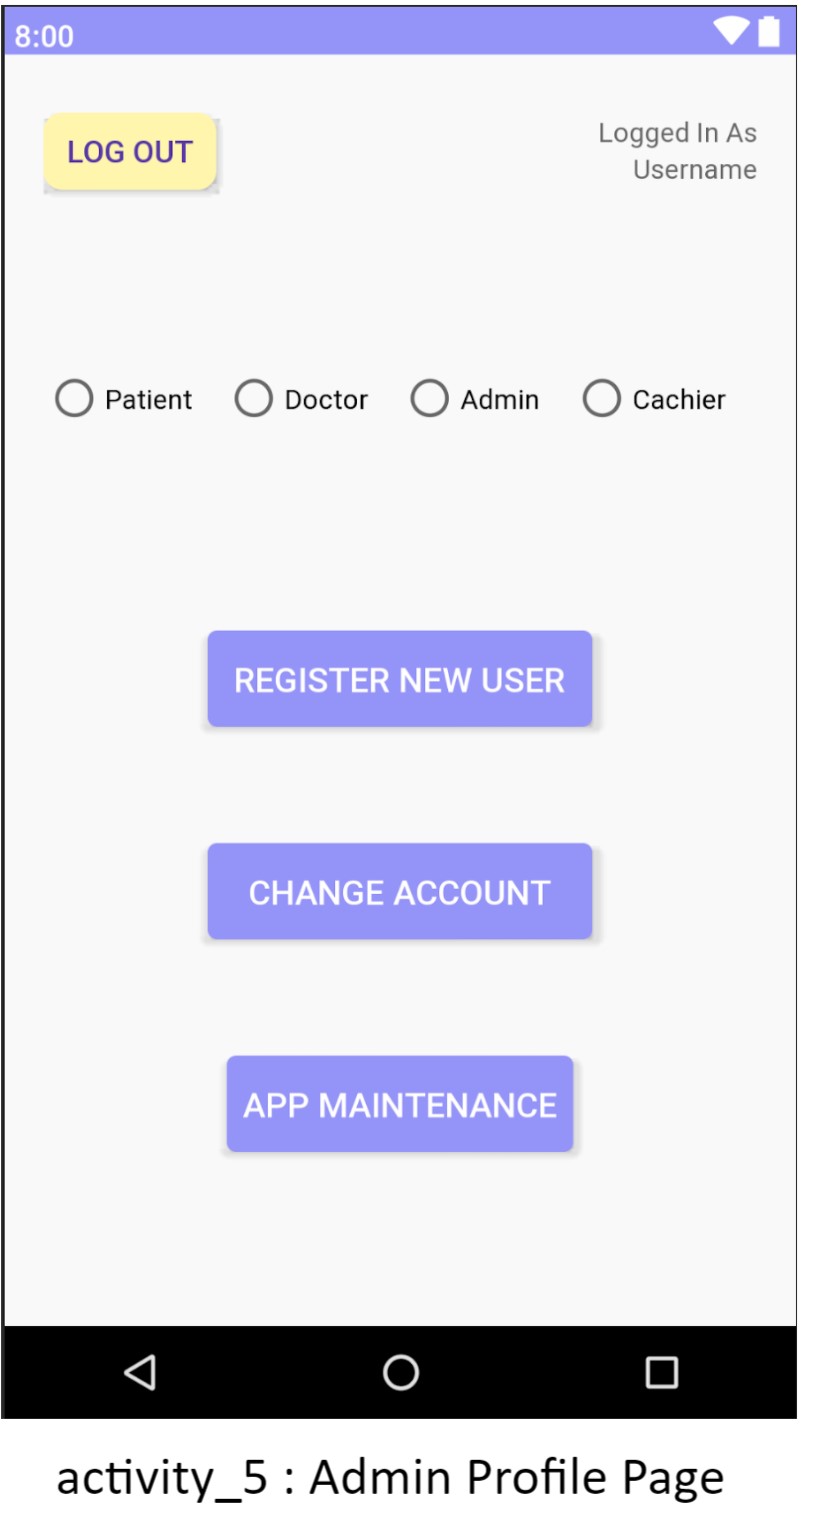 8:00
LOG OUT
Logged In As
Username
Patient
Doctor
Admin
Cachier
REGISTER NEW USER
CHANGE ACCOUNT
APP MAINTENANCE
activity_5 : Admin Profile Page